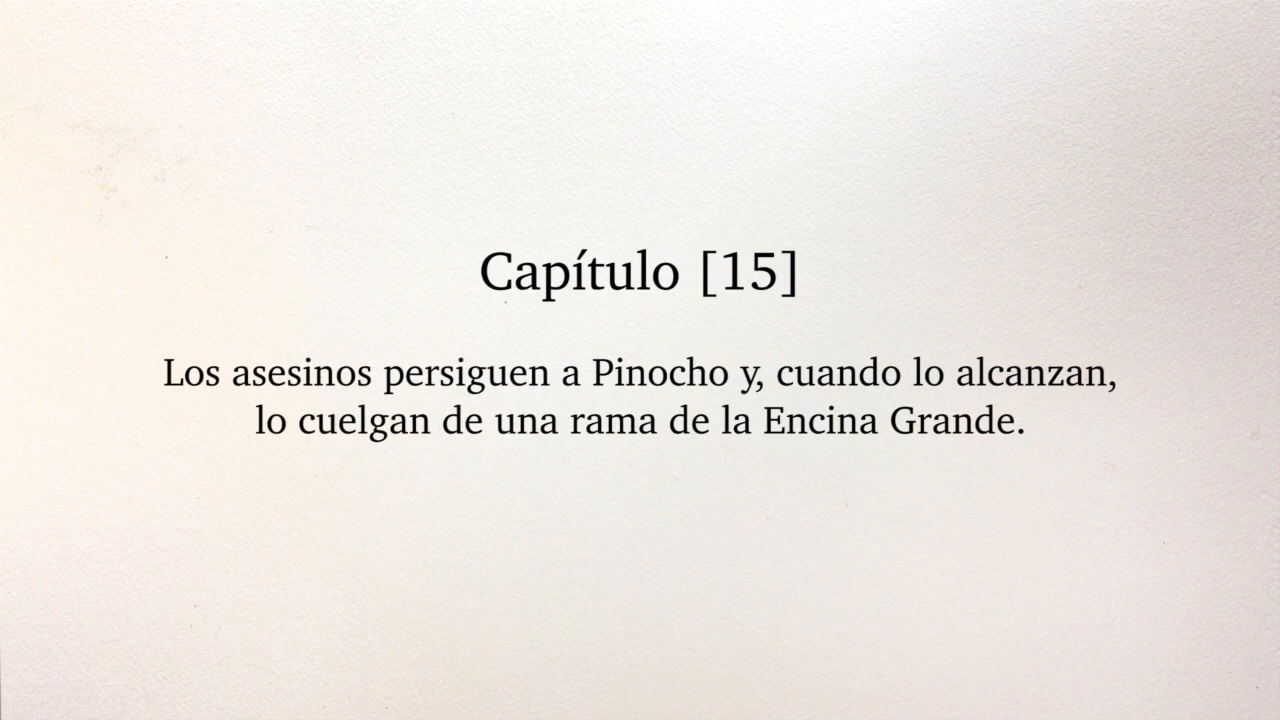 Capítulo [15]
Los asesinos persiguen a Pinocho y, cuando lo alcanzan,
lo cuelgan de una rama de la Encina Grande.